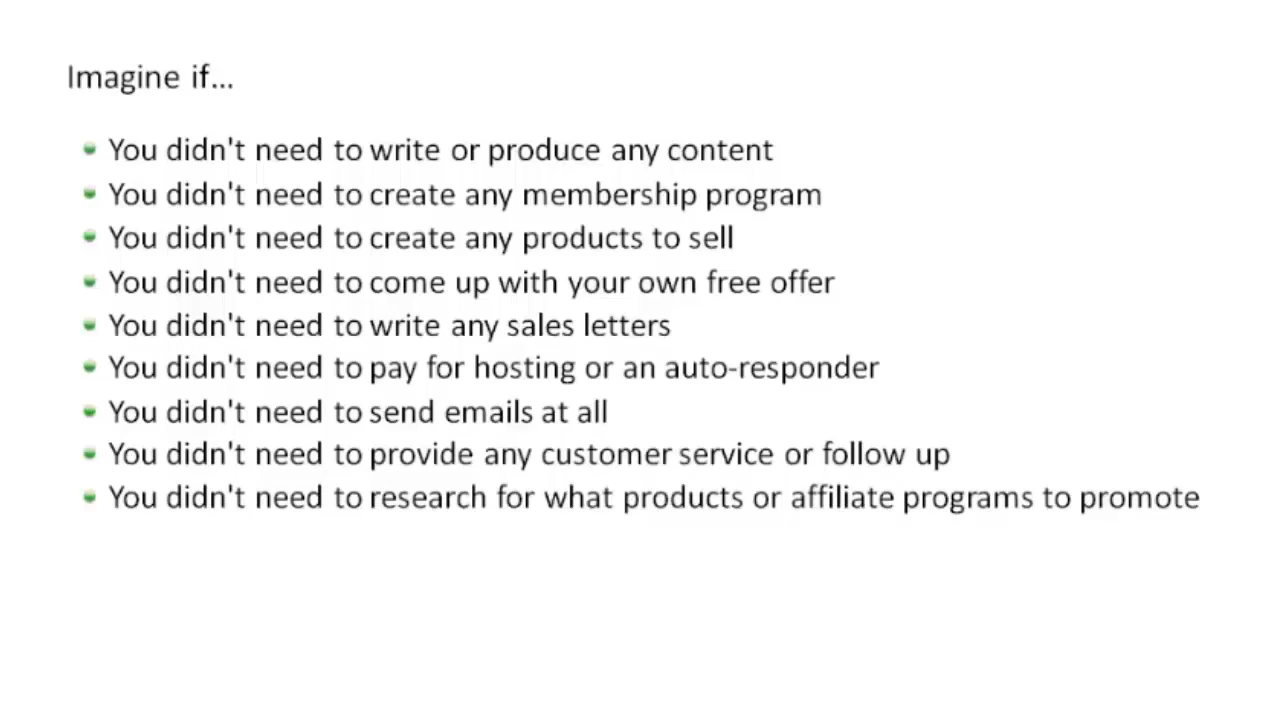 Imagine if...
You didn't need to write or produce any content
You didn't need to create any membership program
You didn't need to create any products to sell
You didn't need to come up with your own free offer
You didn't need to write any sales letters
You didn't need to pay for hosting or an auto-responder
You didn't need to send emails at all
You didn't need to provide any customer service or follow up
You didn't need to research for what products or affiliate programs to promote